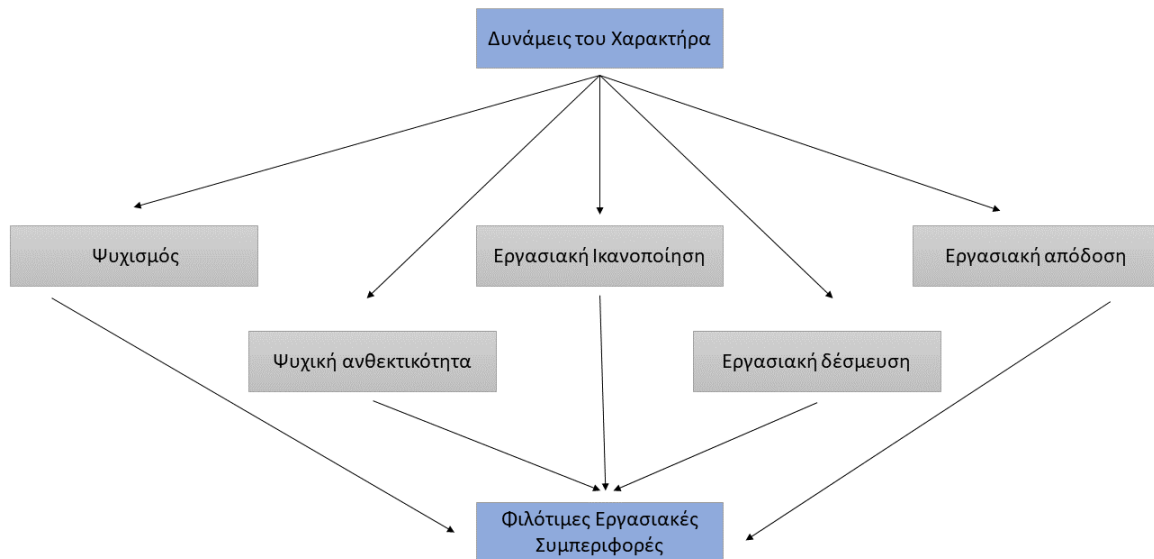 Δυνάμεις του Χαρακτήρα
Ψυχισμός
Εργασιακή Ικανοποίηση
Εργασιακή απόδοση
Ψυχική ανθεκτικότητα
Εργασιακή δέσμευση
Φιλότιμες Εργασιακές
Συμπεριφορές